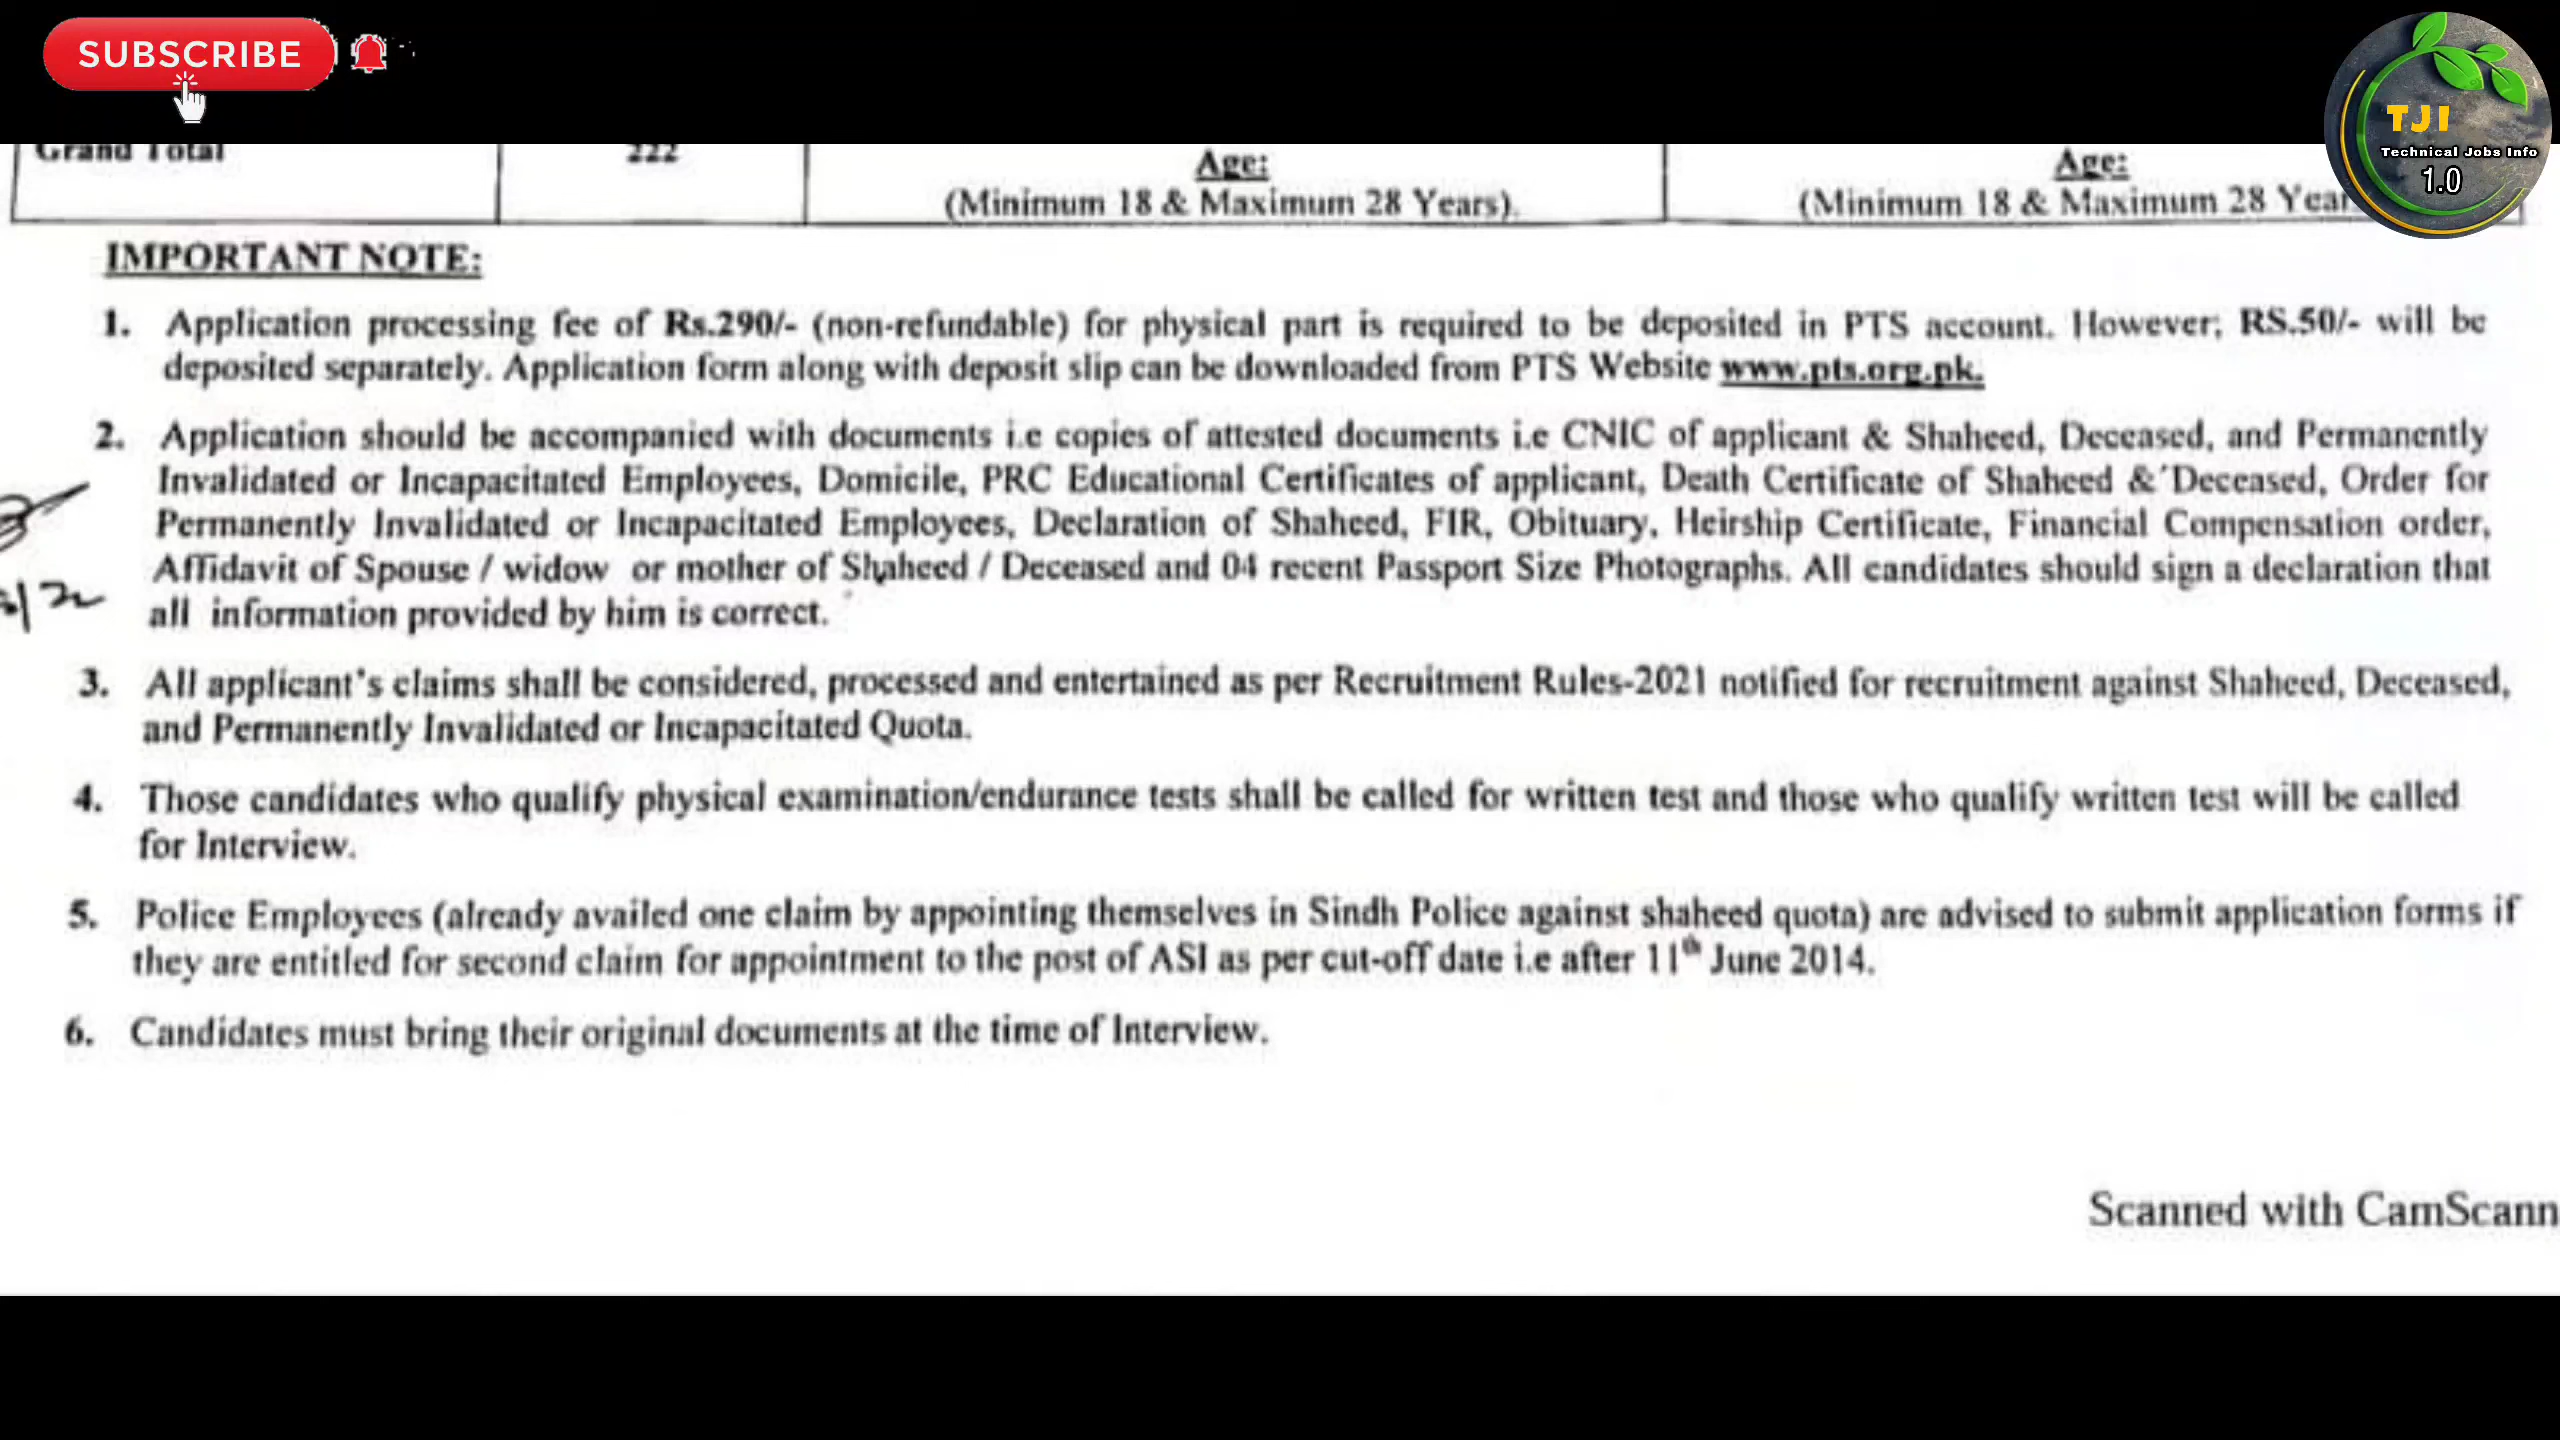 SUBSCRIBE
TJI
Technical Jobs Info
1.0
Grand Total
222
Age:
(Minimum 18 & Maximum 28 Years).
Age:
(Minimum 18 & Maximum 28 Year
IMPORTANT NOTE:
1. Application processing fee of Rs.290/- (non-refundable) for physical part is required to be deposited in PTS account. However, RS.50/- will be
deposited separately. Application form along with deposit slip can be downloaded from PTS Website www.pts.org.pk.
2. Application should be accompanied with documents i.e copies of attested documents i.e CNIC of applicant & Shaheed, Deceased, and Permanently
Invalidated or Incapacitated Employees, Domicile, PRC Educational Certificates of applicant, Death Certificate of Shaheed & Deceased, Order for
Permanently Invalidated or Incapacitated Employees, Declaration of Shaheed, FIR, Obituary, Heirship Certificate, Financial Compensation order,
Affidavit of Spouse / widow or mother of Shaheed / Deceased and 04 recent Passport Size Photographs. All candidates should sign a declaration that
all information provided by him is correct.
3. All applicant's claims shall be considered, processed and entertained as per Recruitment Rules-2021 notified for recruitment against Shaheed, Deceased,
and Permanently Invalidated or Incapacitated Quota.
4. Those candidates who qualify physical examination/endurance tests shall be called for written test and those who qualify written test will be called
for Interview.
5. Police Employees (already availed one claim by appointing themselves in Sindh Police against shaheed quota) are advised to submit application forms if
they are entitled for second claim for appointment to the post of ASI as per cut-off date i.e after 11th June 2014.
6. Candidates must bring their original documents at the time of Interview.
Scanned with CamScann